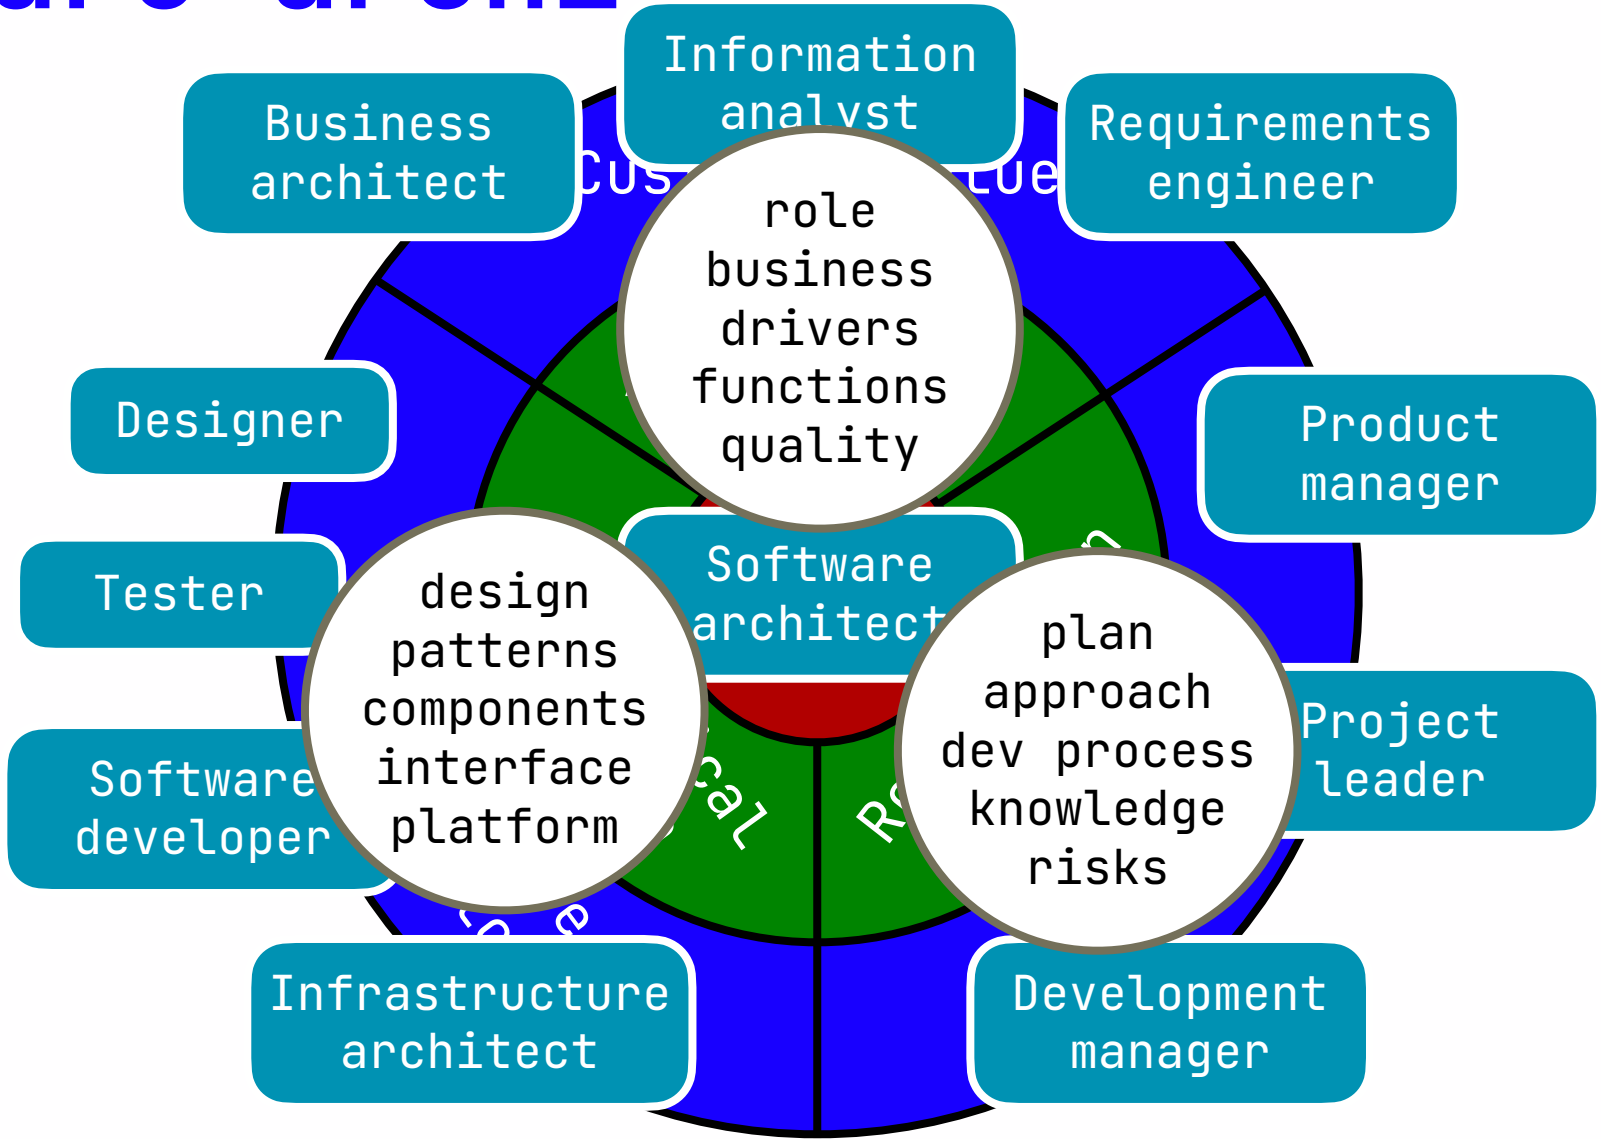 Information
analyst
Business
architect
Requirements
engineer
role
business
drivers
functions
quality
Designer
Product
manager
Software
architect
Tester
design
patterns
components
interface
platform
plan
approach
dev process
knowledge
risks
Project
leader
Software
developer
Infrastructure
architect
Development
manager